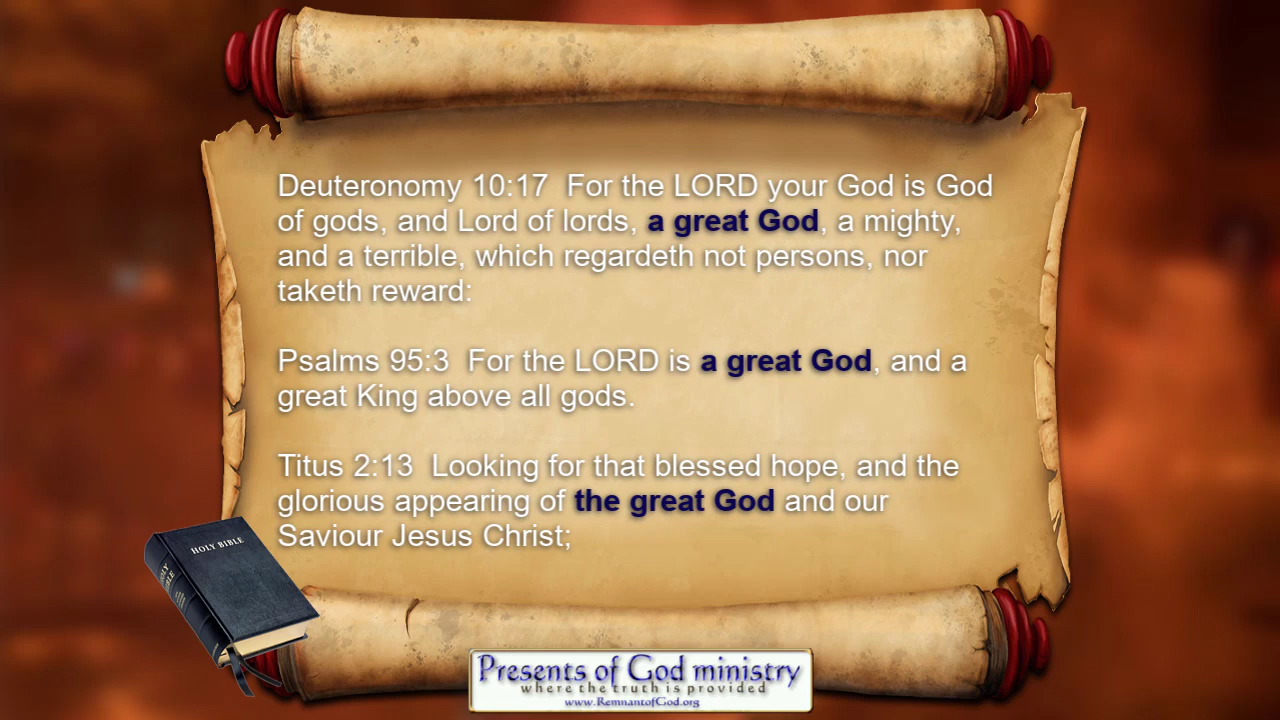 Deuteronomy 10:17  For the LORD your God is God
of gods, and Lord of lords, a great God, a mighty,
and a terrible, which regardeth not persons, nor
taketh reward:
Psalms 95:3  For the LORD is a great God, and a
great King above all gods.
Titus 2:13  Looking for that blessed hope, and the
glorious appearing of the great God and our
Saviour Jesus Christ;
HOLY BIBLE
HOLY
BIBLE
Presents of God ministry
where the truth is provided
www.RemnantofGod.org